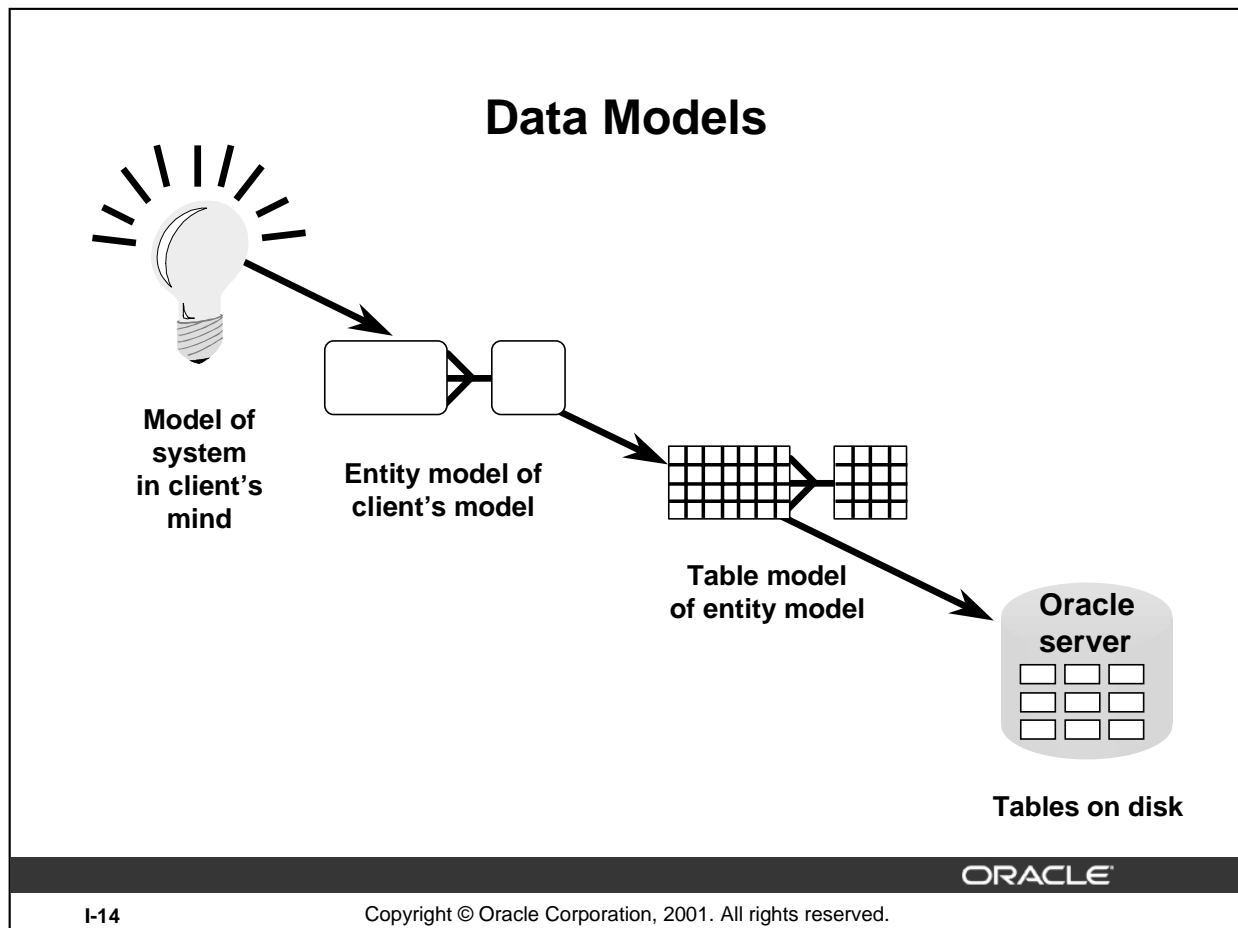 Data Models
Model of
system
in client's
mind
Entity model of
client’s model
Table model
of entity model
Oracle
server
Tables on disk
ORACLE®
I-14
Copyright © Oracle Corporation, 2001. All rights reserved.